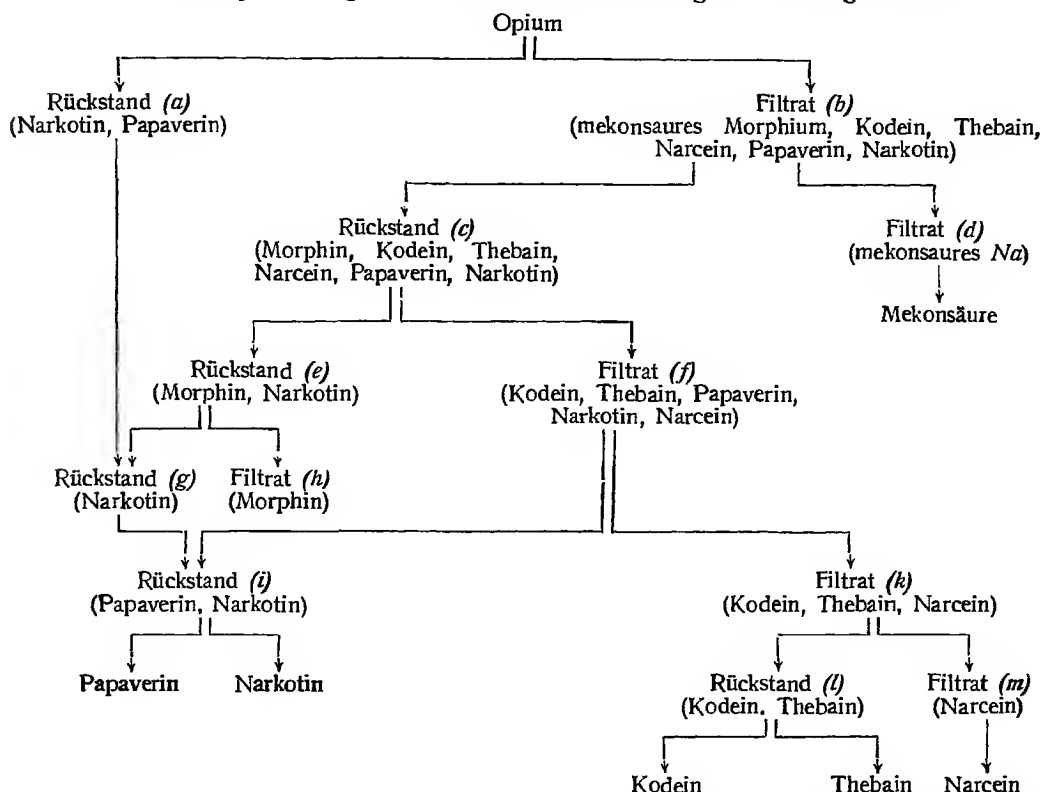 Opium
Rückstand (a)
(Narkotin, Papaverin)
Filtrat (b)
(mekonsaures Morphium, Kodein, Thebain,
Narcein, Papaverin, Narkotin)
Rückstand (c)
(Morphin, Kodein, Thebain,
Narcein, Papaverin, Narkotin)
Filtrat (d)
(mekonsaures Na)
Mekonsäure
Rückstand (e)
(Morphin, Narkotin)
Filtrat (f)
(Kodein, Thebain, Papaverin,
Narkotin, Narcein)
Rückstand (g)
(Narkotin)
Filtrat (h)
(Morphin)
Rückstand (i)
(Papaverin, Narkotin)
Filtrat (k)
(Kodein, Thebain, Narcein)
Papaverin
Narkotin
Rückstand (l)
(Kodein, Thebain)
Filtrat (m)
(Narcein)
Kodein
Thebain
Narcein